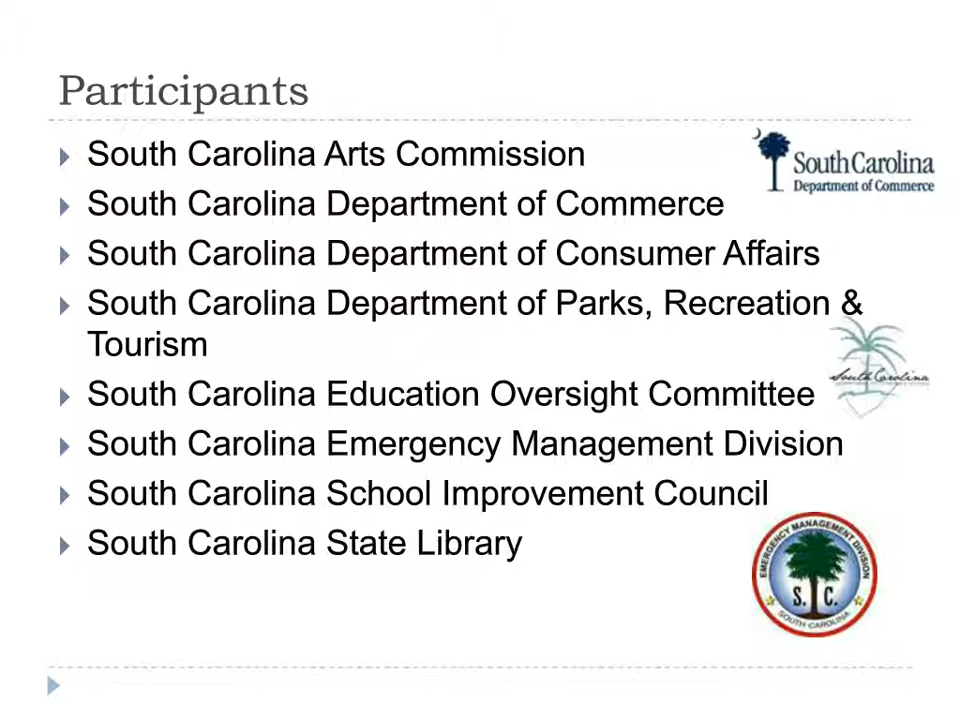 Participants
South Carolina Arts Commission
South Carolina
Department of Commerce
South Carolina Department of Commerce
South Carolina Department of Consumer Affairs
South Carolina Department of Parks, Recreation &
Tourism
South Carolina
South Carolina Education Oversight Committee
South Carolina Emergency Management Division
South Carolina School Improvement Council
South Carolina State Library
EMERGENCY MANAGEMENT DIVISION
S. C.
SOUTH CAROLINA